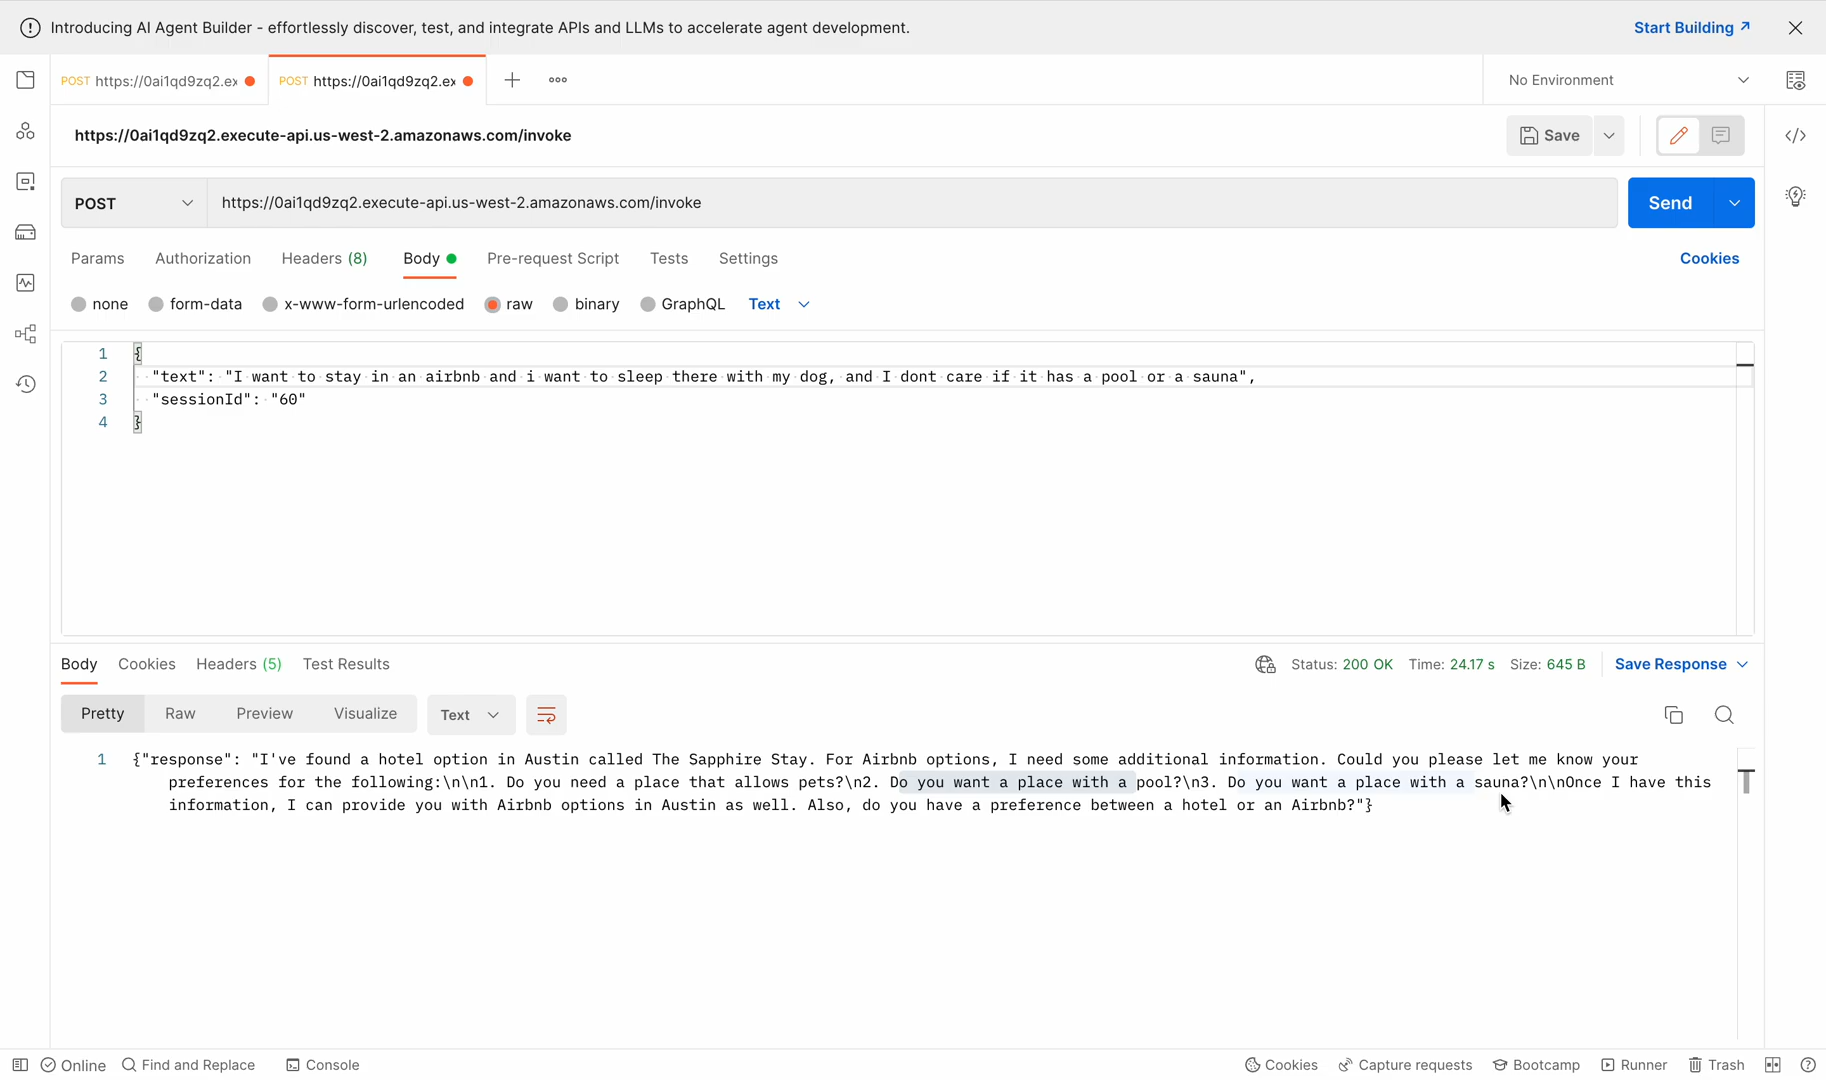 Introducing AI Agent Builder - effortlessly discover, test, and integrate APIs and LLMs to accelerate agent development.
Start Building
POST https://0ai1qd9zq2.ex
POST https://0ai1qd9zq2.ex
No Environment
https://0ai1qd9zq2.execute-api.us-west-2.amazonaws.com/invoke
Save
POST
https://0ai1qd9zq2.execute-api.us-west-2.amazonaws.com/invoke
Send
Params Authorization Headers (8) Body Pre-request Script Tests Settings Cookies
none form-data x-www-form-urlencoded raw binary GraphQL Text
1 {
2 "text": "I want to stay in an airbnb and i want to sleep there with my dog, and I dont care if it has a pool or a sauna",
3 "sessionId": "60"
4 }
Body Cookies Headers (5) Test Results Status: 200 OK Time: 24.17 s Size: 645 B Save Response
Pretty Raw Preview Visualize Text
1 {"response": "I've found a hotel option in Austin called The Sapphire Stay. For Airbnb options, I need some additional information. Could you please let me know your
preferences for the following:\n\n1. Do you need a place that allows pets?\n2. Do you want a place with a pool?\n3. Do you want a place with a sauna?\n\nOnce I have this
information, I can provide you with Airbnb options in Austin as well. Also, do you have a preference between a hotel or an Airbnb?"}
Online Find and Replace Console Cookies Capture requests Bootcamp Runner Trash